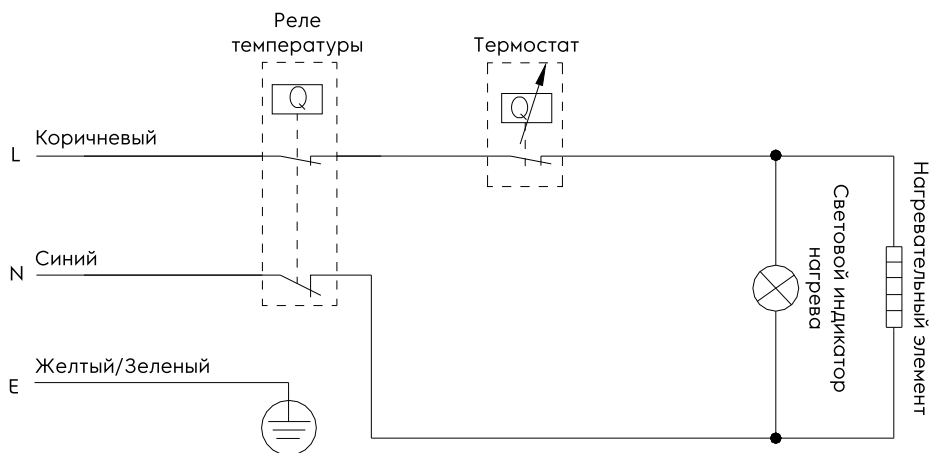 Реле
температуры
Термостат
Q
Q
Коричневый
L
Синий
N
Желтый/Зеленый
E
Световой индикатор
нагрева
Нагревательный элемент